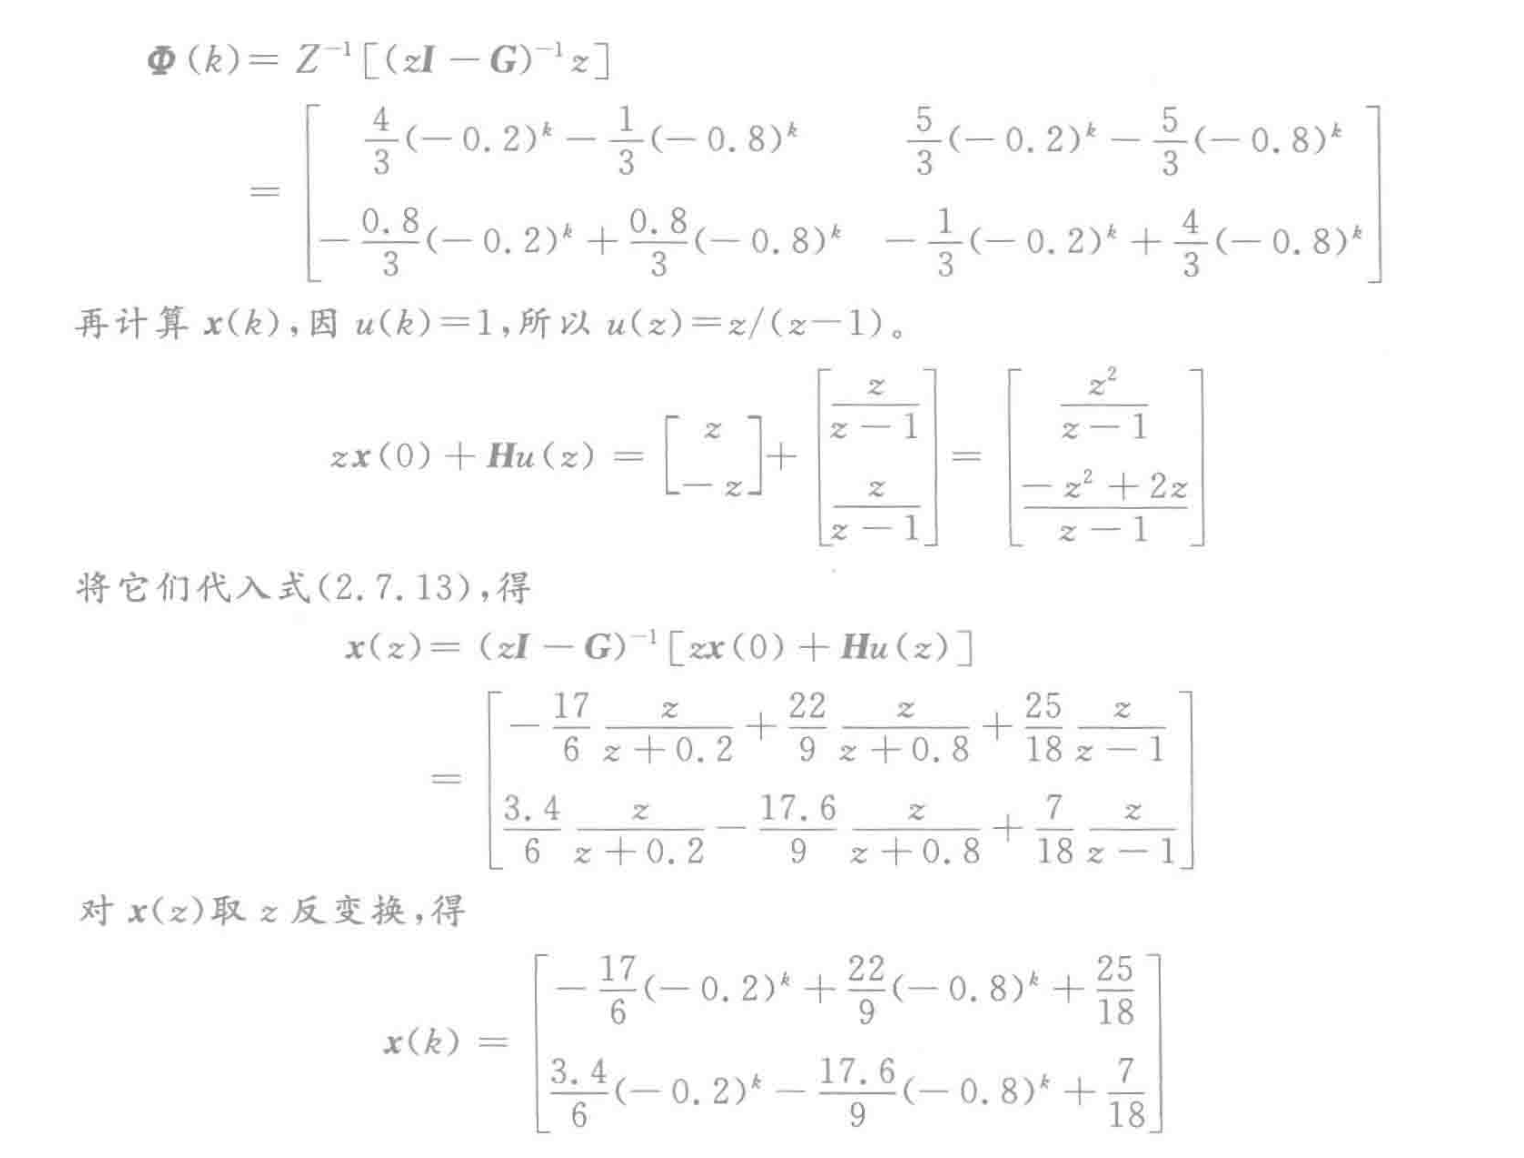 Φ(k)= Z⁻¹[(zI − G)⁻¹z]
= [ 4/3(−0.2)ᵏ − 1/3(−0.8)ᵏ  5/3(−0.2)ᵏ − 5/3(−0.8)ᵏ
−0.8/3(−0.2)ᵏ + 0.8/3(−0.8)ᵏ  −1/3(−0.2)ᵏ + 4/3(−0.8)ᵏ ]
再计算 x(k),因 u(k)=1,所以 u(z)=z/(z−1)。
zx(0) + Hu(z) = [ z ; −z ] + [ z/(z − 1) ; z/(z − 1) ] = [ z²/(z − 1) ; (−z² + 2z)/(z − 1) ]
将它们代入式(2.7.13),得
x(z)= (zI − G)⁻¹[zx(0) + Hu(z)]
= [ −17/6 z/(z + 0.2) + 22/9 z/(z + 0.8) + 25/18 z/(z − 1)
3.4/6 z/(z + 0.2) − 17.6/9 z/(z + 0.8) + 7/18 z/(z − 1) ]
对 x(z)取 z 反变换,得
x(k) = [ −17/6(−0.2)ᵏ + 22/9(−0.8)ᵏ + 25/18
3.4/6(−0.2)ᵏ − 17.6/9(−0.8)ᵏ + 7/18 ]